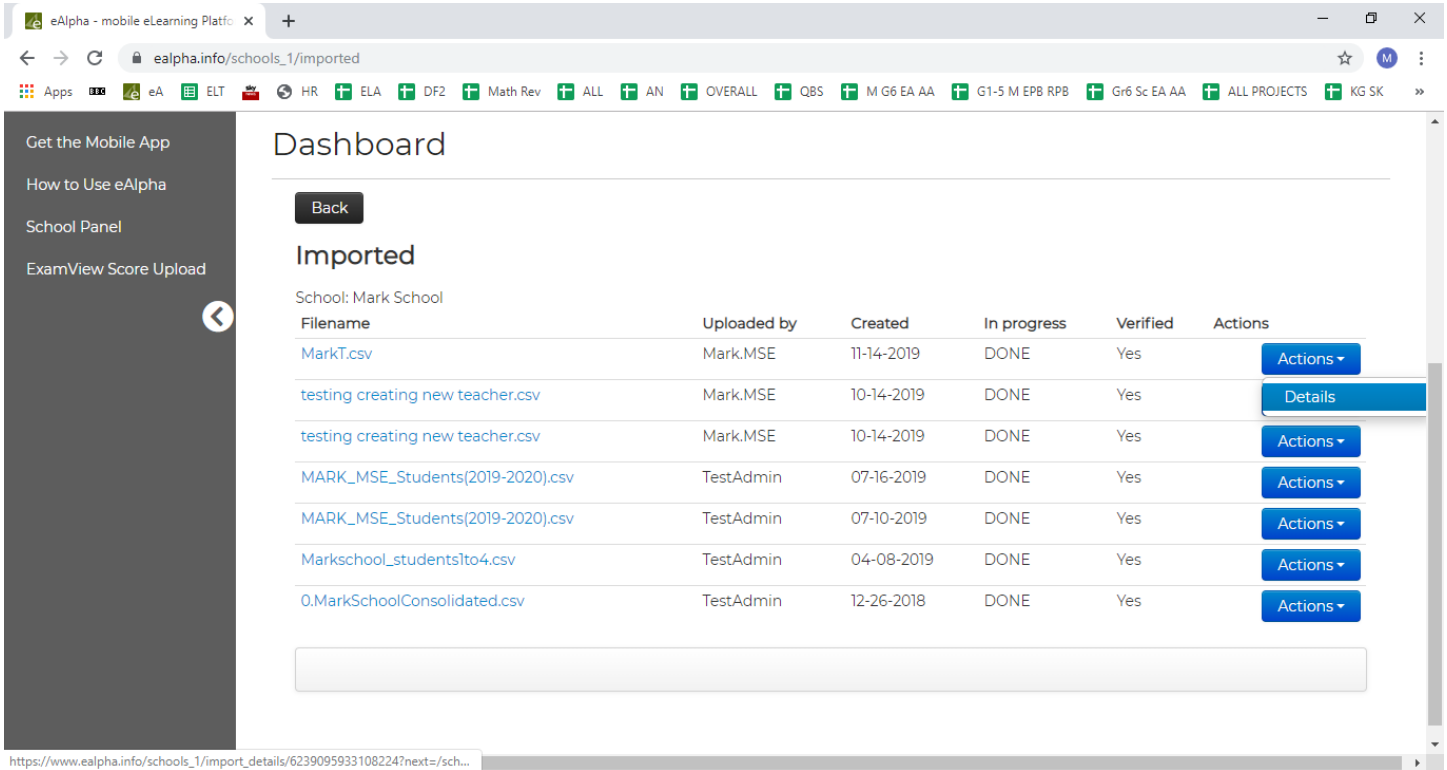 eAlpha - mobile eLearning Platfo
ealpha.info/schools_1/imported
M
Apps BBC eA ELT sky news HR ELA DF2 Math Rev ALL AN OVERALL QBS M G6 EA AA G1-5 M EPB RPB Gr6 Sc EA AA ALL PROJECTS KG SK »
Get the Mobile App
How to Use eAlpha
School Panel
ExamView Score Upload
Dashboard
Back
Imported
School: Mark School
Filename Uploaded by Created In progress Verified Actions
MarkT.csv Mark.MSE 11-14-2019 DONE Yes Actions
testing creating new teacher.csv Mark.MSE 10-14-2019 DONE Yes Details
testing creating new teacher.csv Mark.MSE 10-14-2019 DONE Yes Actions
MARK_MSE_Students(2019-2020).csv TestAdmin 07-16-2019 DONE Yes Actions
MARK_MSE_Students(2019-2020).csv TestAdmin 07-10-2019 DONE Yes Actions
Markschool_students1to4.csv TestAdmin 04-08-2019 DONE Yes Actions
0.MarkSchoolConsolidated.csv TestAdmin 12-26-2018 DONE Yes Actions
https://www.ealpha.info/schools_1/import_details/6239095933108224?next=/sch...